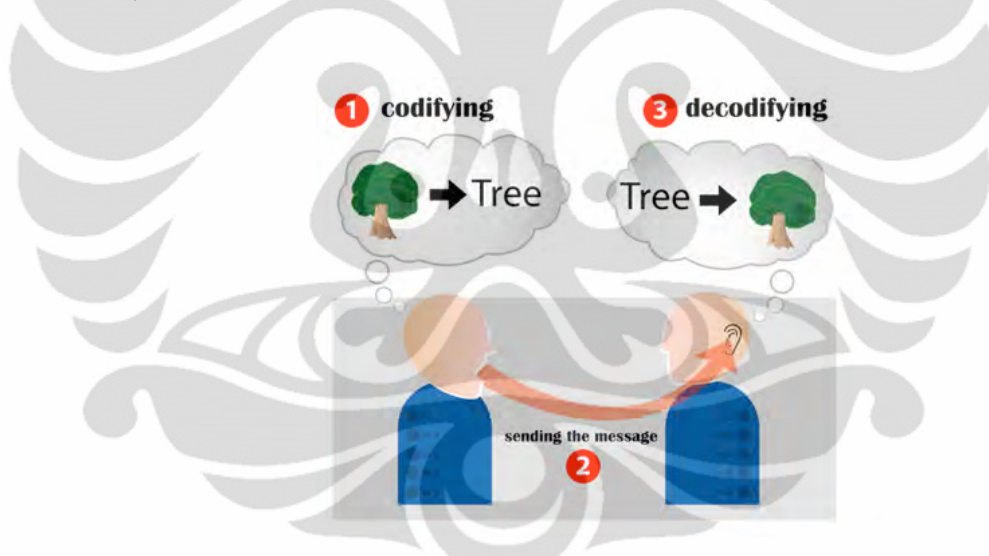 1 codifying
3 decodifying
Tree
Tree
sending the message
2